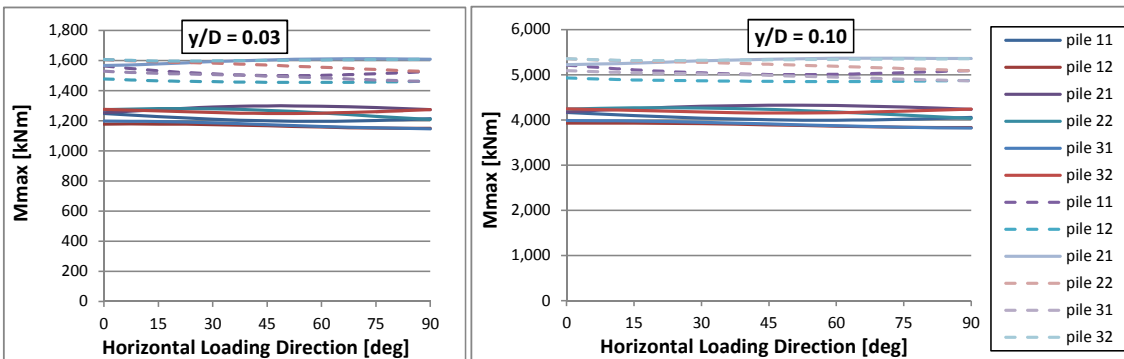 y/D = 0.03
Mmax [kNm]
1,800
1,600
1,400
1,200
1,000
800
600
400
200
0
0 15 30 45 60 75 90
Horizontal Loading Direction [deg]
y/D = 0.10
Mmax [kNm]
6,000
5,000
4,000
3,000
2,000
1,000
0
0 15 30 45 60 75 90
Horizontal Loading Direction [deg]
pile 11
pile 12
pile 21
pile 22
pile 31
pile 32
pile 11
pile 12
pile 21
pile 22
pile 31
pile 32